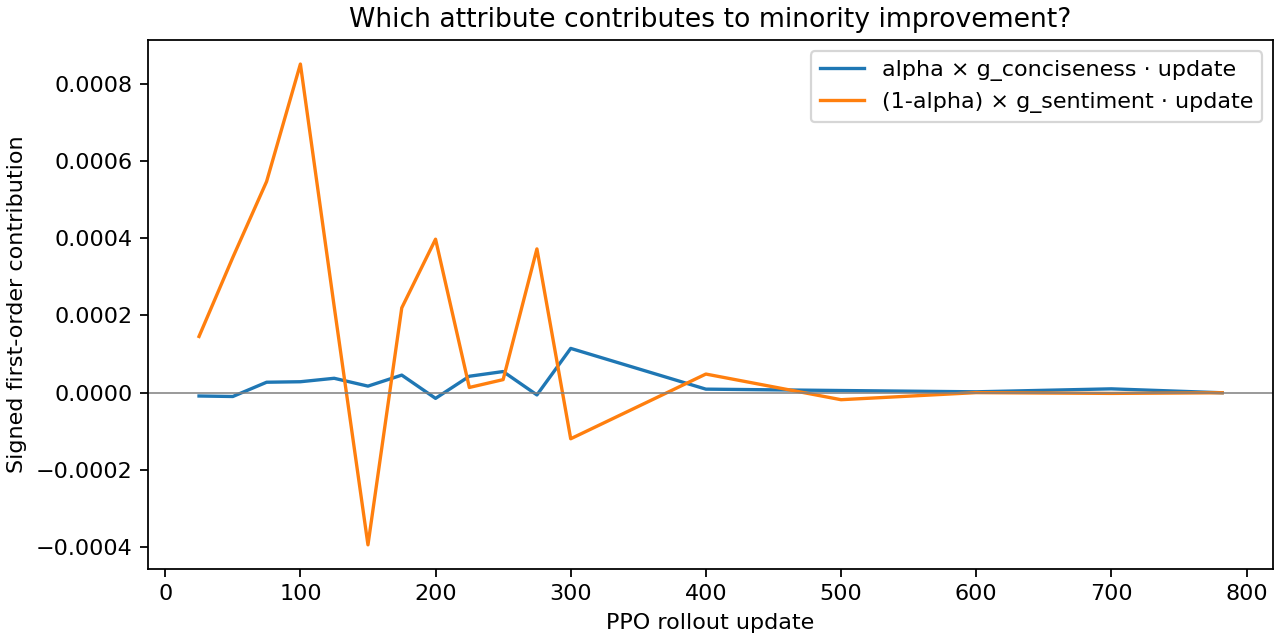 Which attribute contributes to minority improvement?
alpha × g_conciseness · update
(1-alpha) × g_sentiment · update
Signed first-order contribution
0.0008
0.0006
0.0004
0.0002
0.0000
−0.0002
−0.0004
0 100 200 300 400 500 600 700 800
PPO rollout update